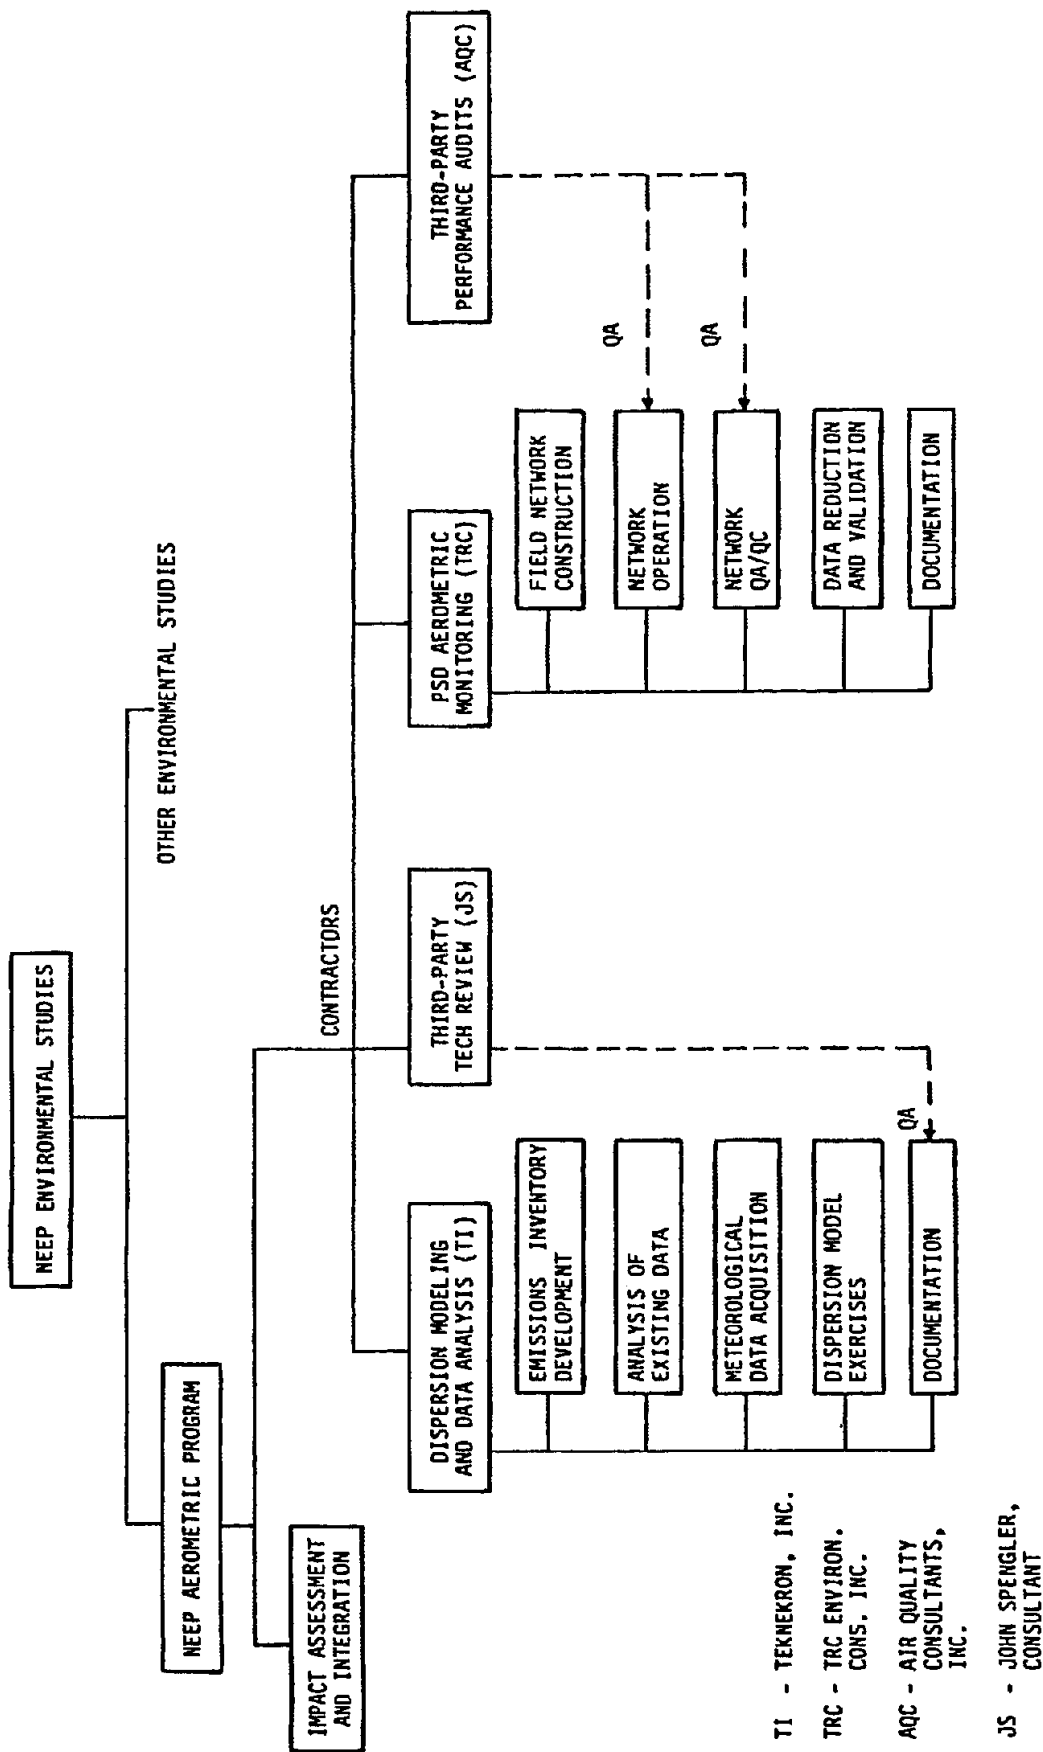 NEEP ENVIRONMENTAL STUDIES
NEEP AEROMETRIC PROGRAM
OTHER ENVIRONMENTAL STUDIES
IMPACT ASSESSMENT
AND INTEGRATION
CONTRACTORS
DISPERSION MODELING
AND DATA ANALYSIS (TI)
THIRD-PARTY
TECH REVIEW (JS)
PSD AEROMETRIC
MONITORING (TRC)
THIRD-PARTY
PERFORMANCE AUDITS (AQC)
EMISSIONS INVENTORY
DEVELOPMENT
ANALYSIS OF
EXISTING DATA
METEOROLOGICAL
DATA ACQUISITION
DISPERSION MODEL
EXERCISES
DOCUMENTATION
QA
FIELD NETWORK
CONSTRUCTION
NETWORK
OPERATION
QA
NETWORK
QA/QC
QA
DATA REDUCTION
AND VALIDATION
DOCUMENTATION
TI - TEKNEKRON, INC.
TRC - TRC ENVIRON.
CONS. INC.
AQC - AIR QUALITY
CONSULTANTS,
INC.
JS - JOHN SPENGLER,
CONSULTANT